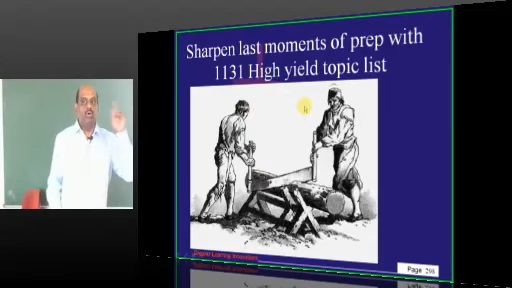 Sharpen last moments of prep with
1131 High yield topic list
Page 298